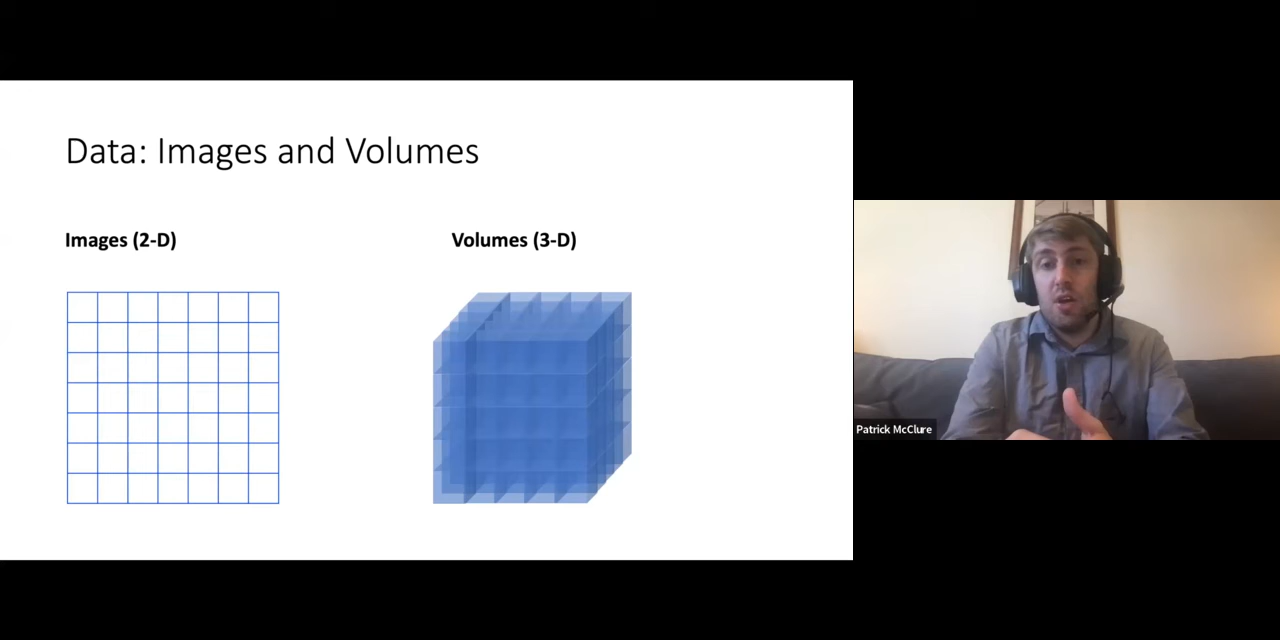 Data: Images and Volumes
Images (2-D)
Volumes (3-D)
Patrick McClure